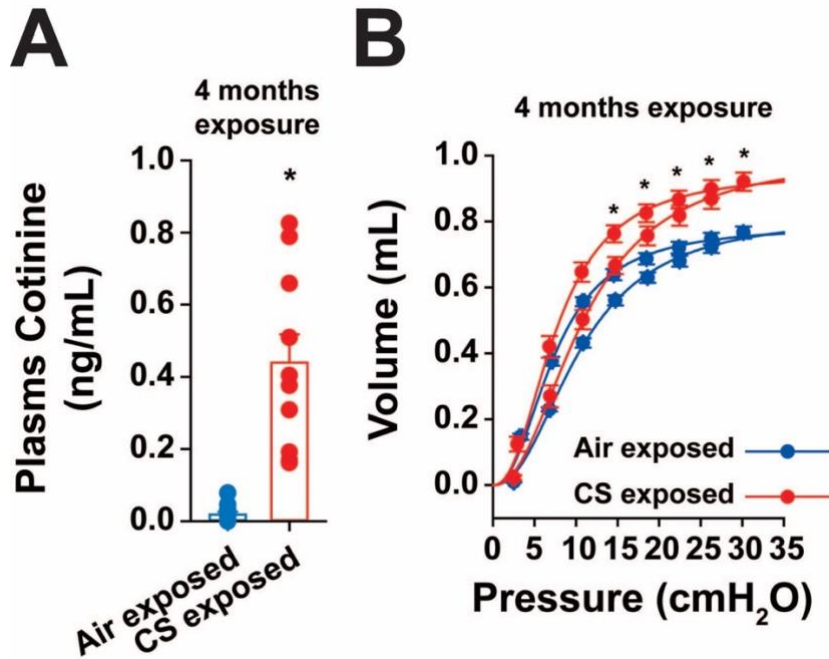 A
4 months
exposure
*
1.0
0.8
0.6
0.4
0.2
0.0
Plasms Cotinine
(ng/mL)
Air exposed
CS exposed
B
4 months exposure
* * * * *
1.0
0.8
0.6
0.4
0.2
0.0
Volume (mL)
Air exposed
CS exposed
0 5 10 15 20 25 30 35
Pressure (cmH₂O)